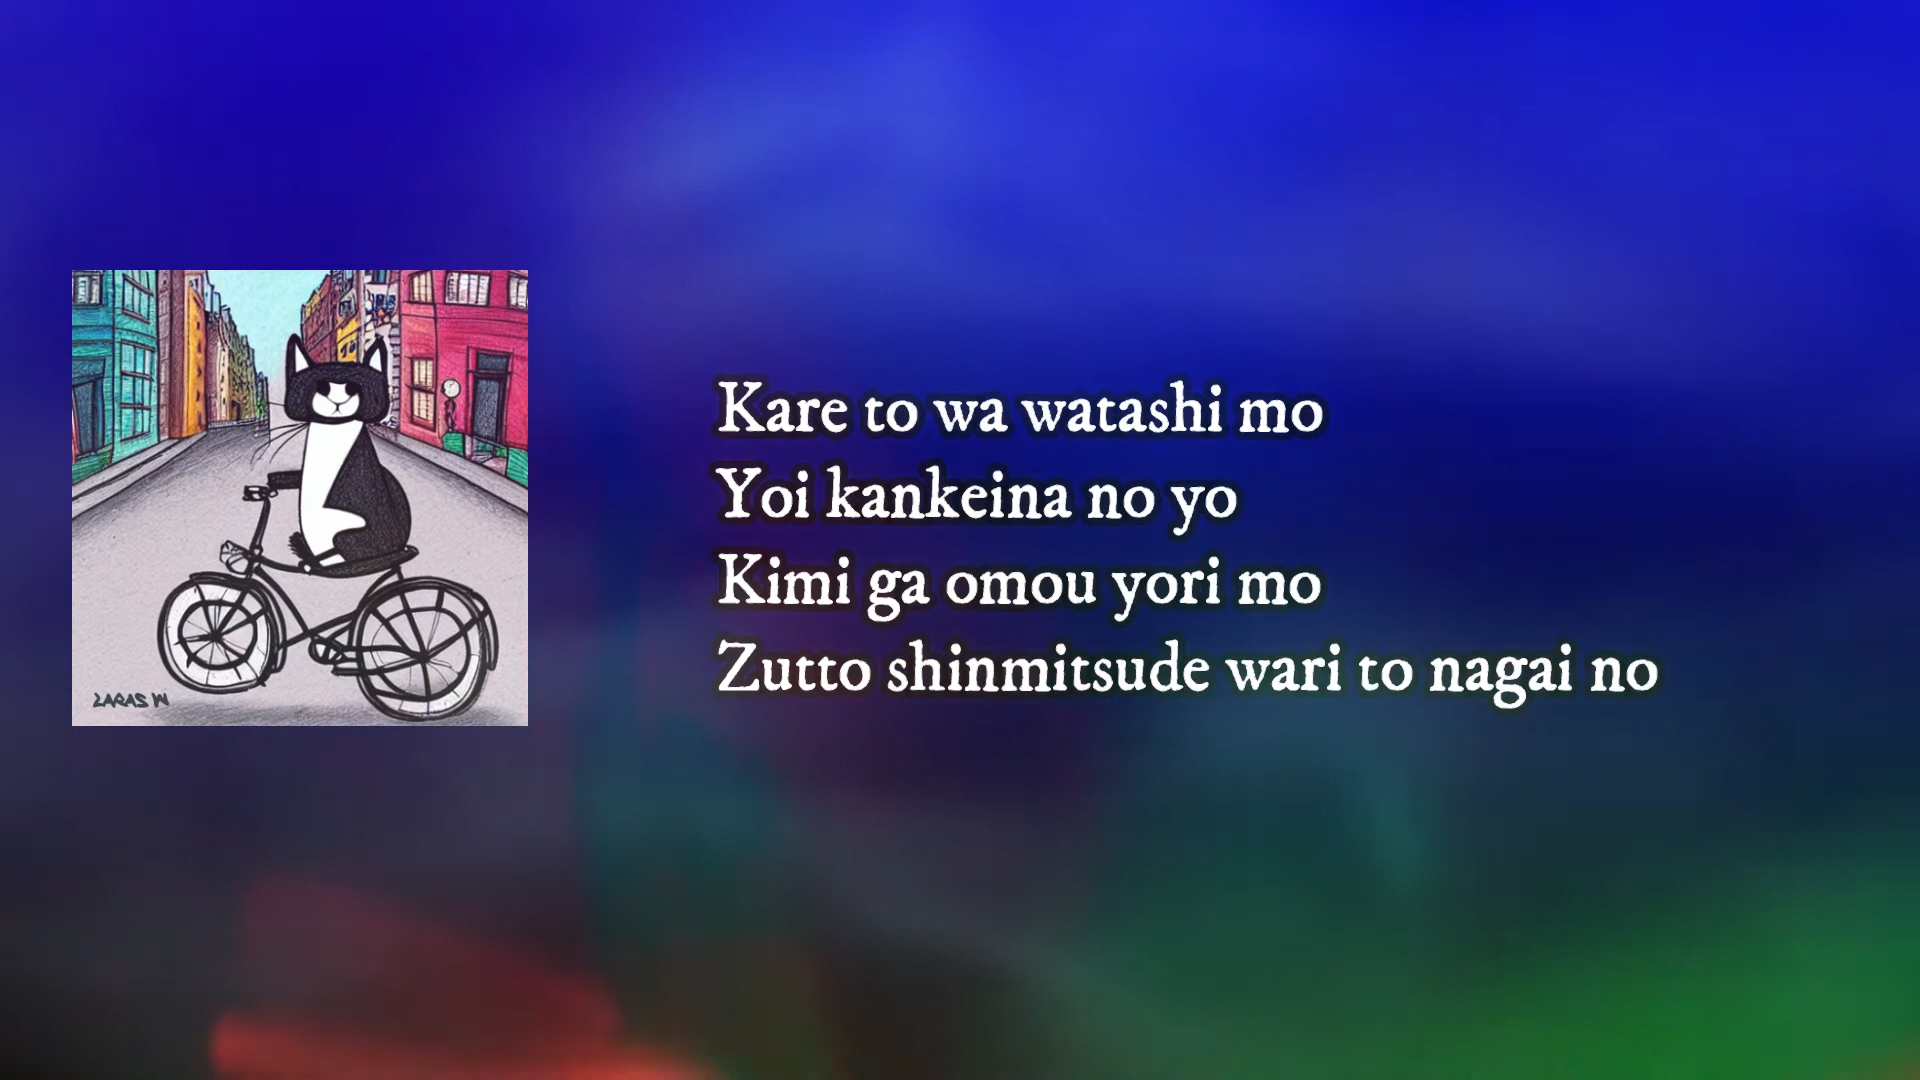 Kare to wa watashi mo
Yoi kankeina no yo
Kimi ga omou yori mo
Zutto shinmitsude wari to nagai no